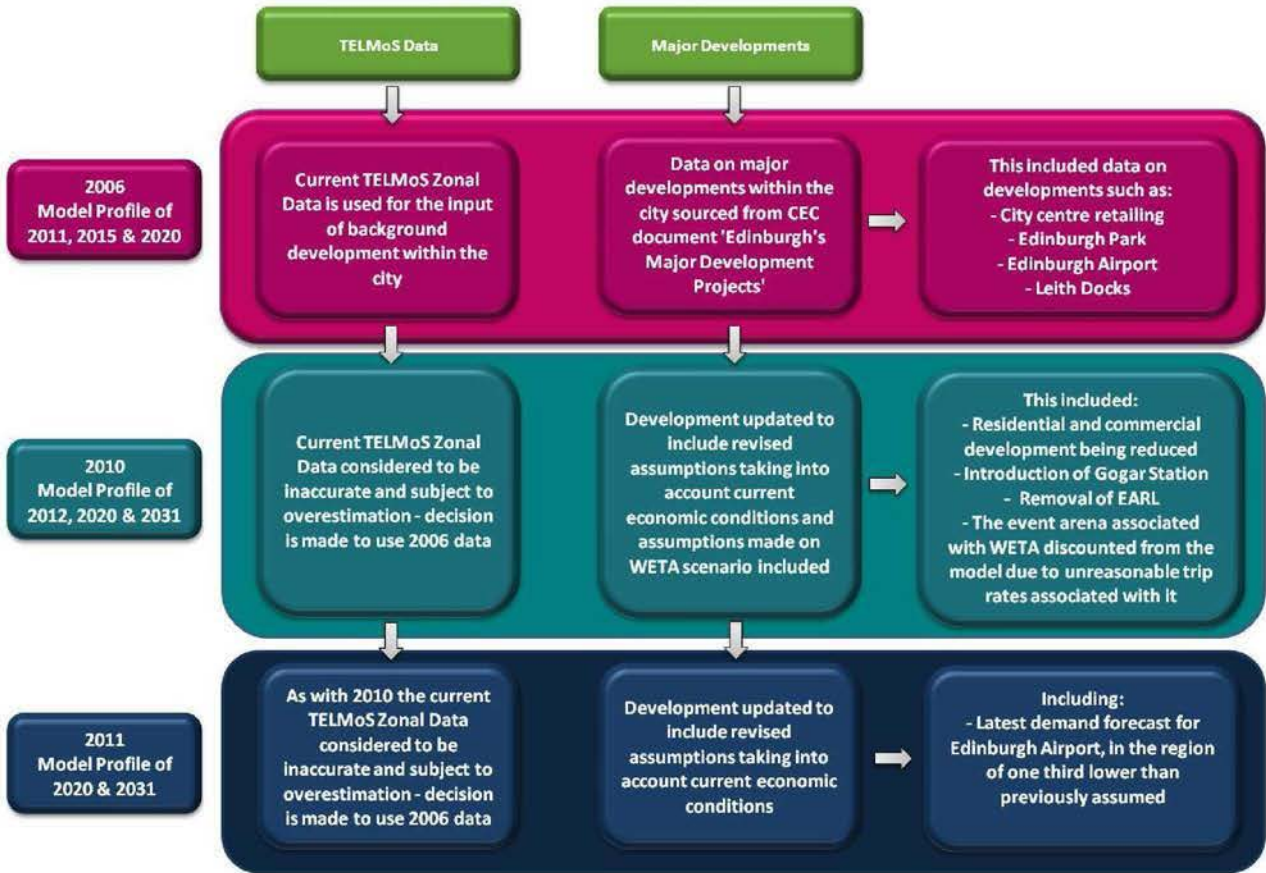 TELMoS Data
Major Developments
2006
Model Profile of
2011, 2015 & 2020
Current TELMoS Zonal
Data is used for the input
of background
development within the
city
Data on major
developments within the
city sourced from CEC
document 'Edinburgh's
Major Development
Projects'
This included data on
developments such as:
- City centre retailing
- Edinburgh Park
- Edinburgh Airport
- Leith Docks
2010
Model Profile of
2012, 2020 & 2031
Current TELMoS Zonal
Data considered to be
inaccurate and subject to
overestimation - decision
is made to use 2006 data
Development updated to
include revised
assumptions taking into
account current
economic conditions and
assumptions made on
WETA scenario included
This included:
- Residential and commercial
development being reduced
- Introduction of Gogar Station
- Removal of EARL
- The event arena associated
with WETA discounted from the
model due to unreasonable trip
rates associated with it
2011
Model Profile of
2020 & 2031
As with 2010 the current
TELMoS Zonal Data
considered to be
inaccurate and subject to
overestimation - decision
is made to use 2006 data
Development updated to
include revised
assumptions taking into
account current economic
conditions
Including:
- Latest demand forecast for
Edinburgh Airport, in the region
of one third lower than
previously assumed